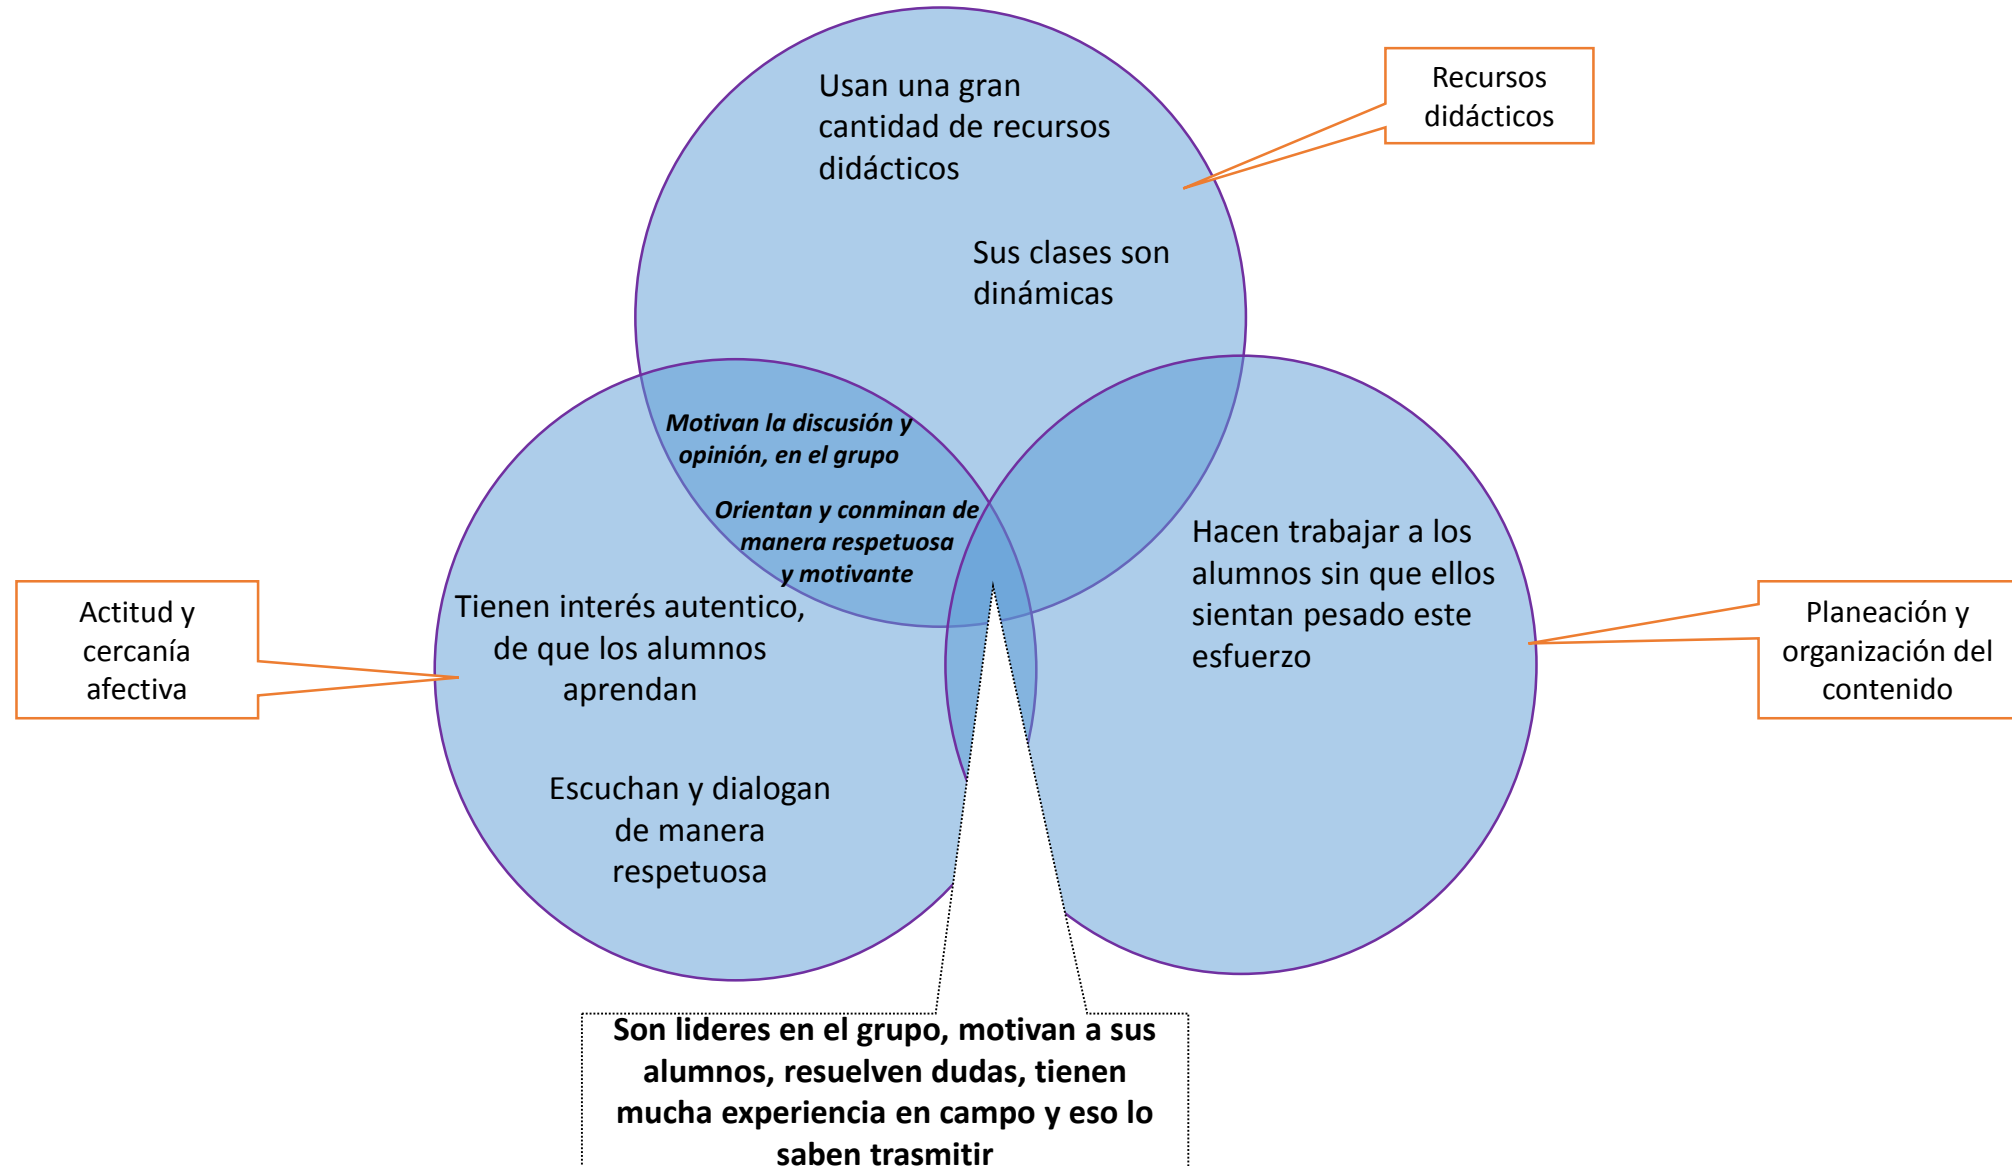 Usan una gran
cantidad de recursos
didácticos
Recursos
didácticos
Sus clases son
dinámicas
Motivan la discusión y
opinión, en el grupo
Orientan y conminan de
manera respetuosa
y motivante
Hacen trabajar a los
alumnos sin que ellos
sientan pesado este
esfuerzo
Actitud y
cercanía
afectiva
Tienen interés autentico,
de que los alumnos
aprendan
Planeación y
organización del
contenido
Escuchan y dialogan
de manera
respetuosa
Son lideres en el grupo, motivan a sus
alumnos, resuelven dudas, tienen
mucha experiencia en campo y eso lo
saben trasmitir